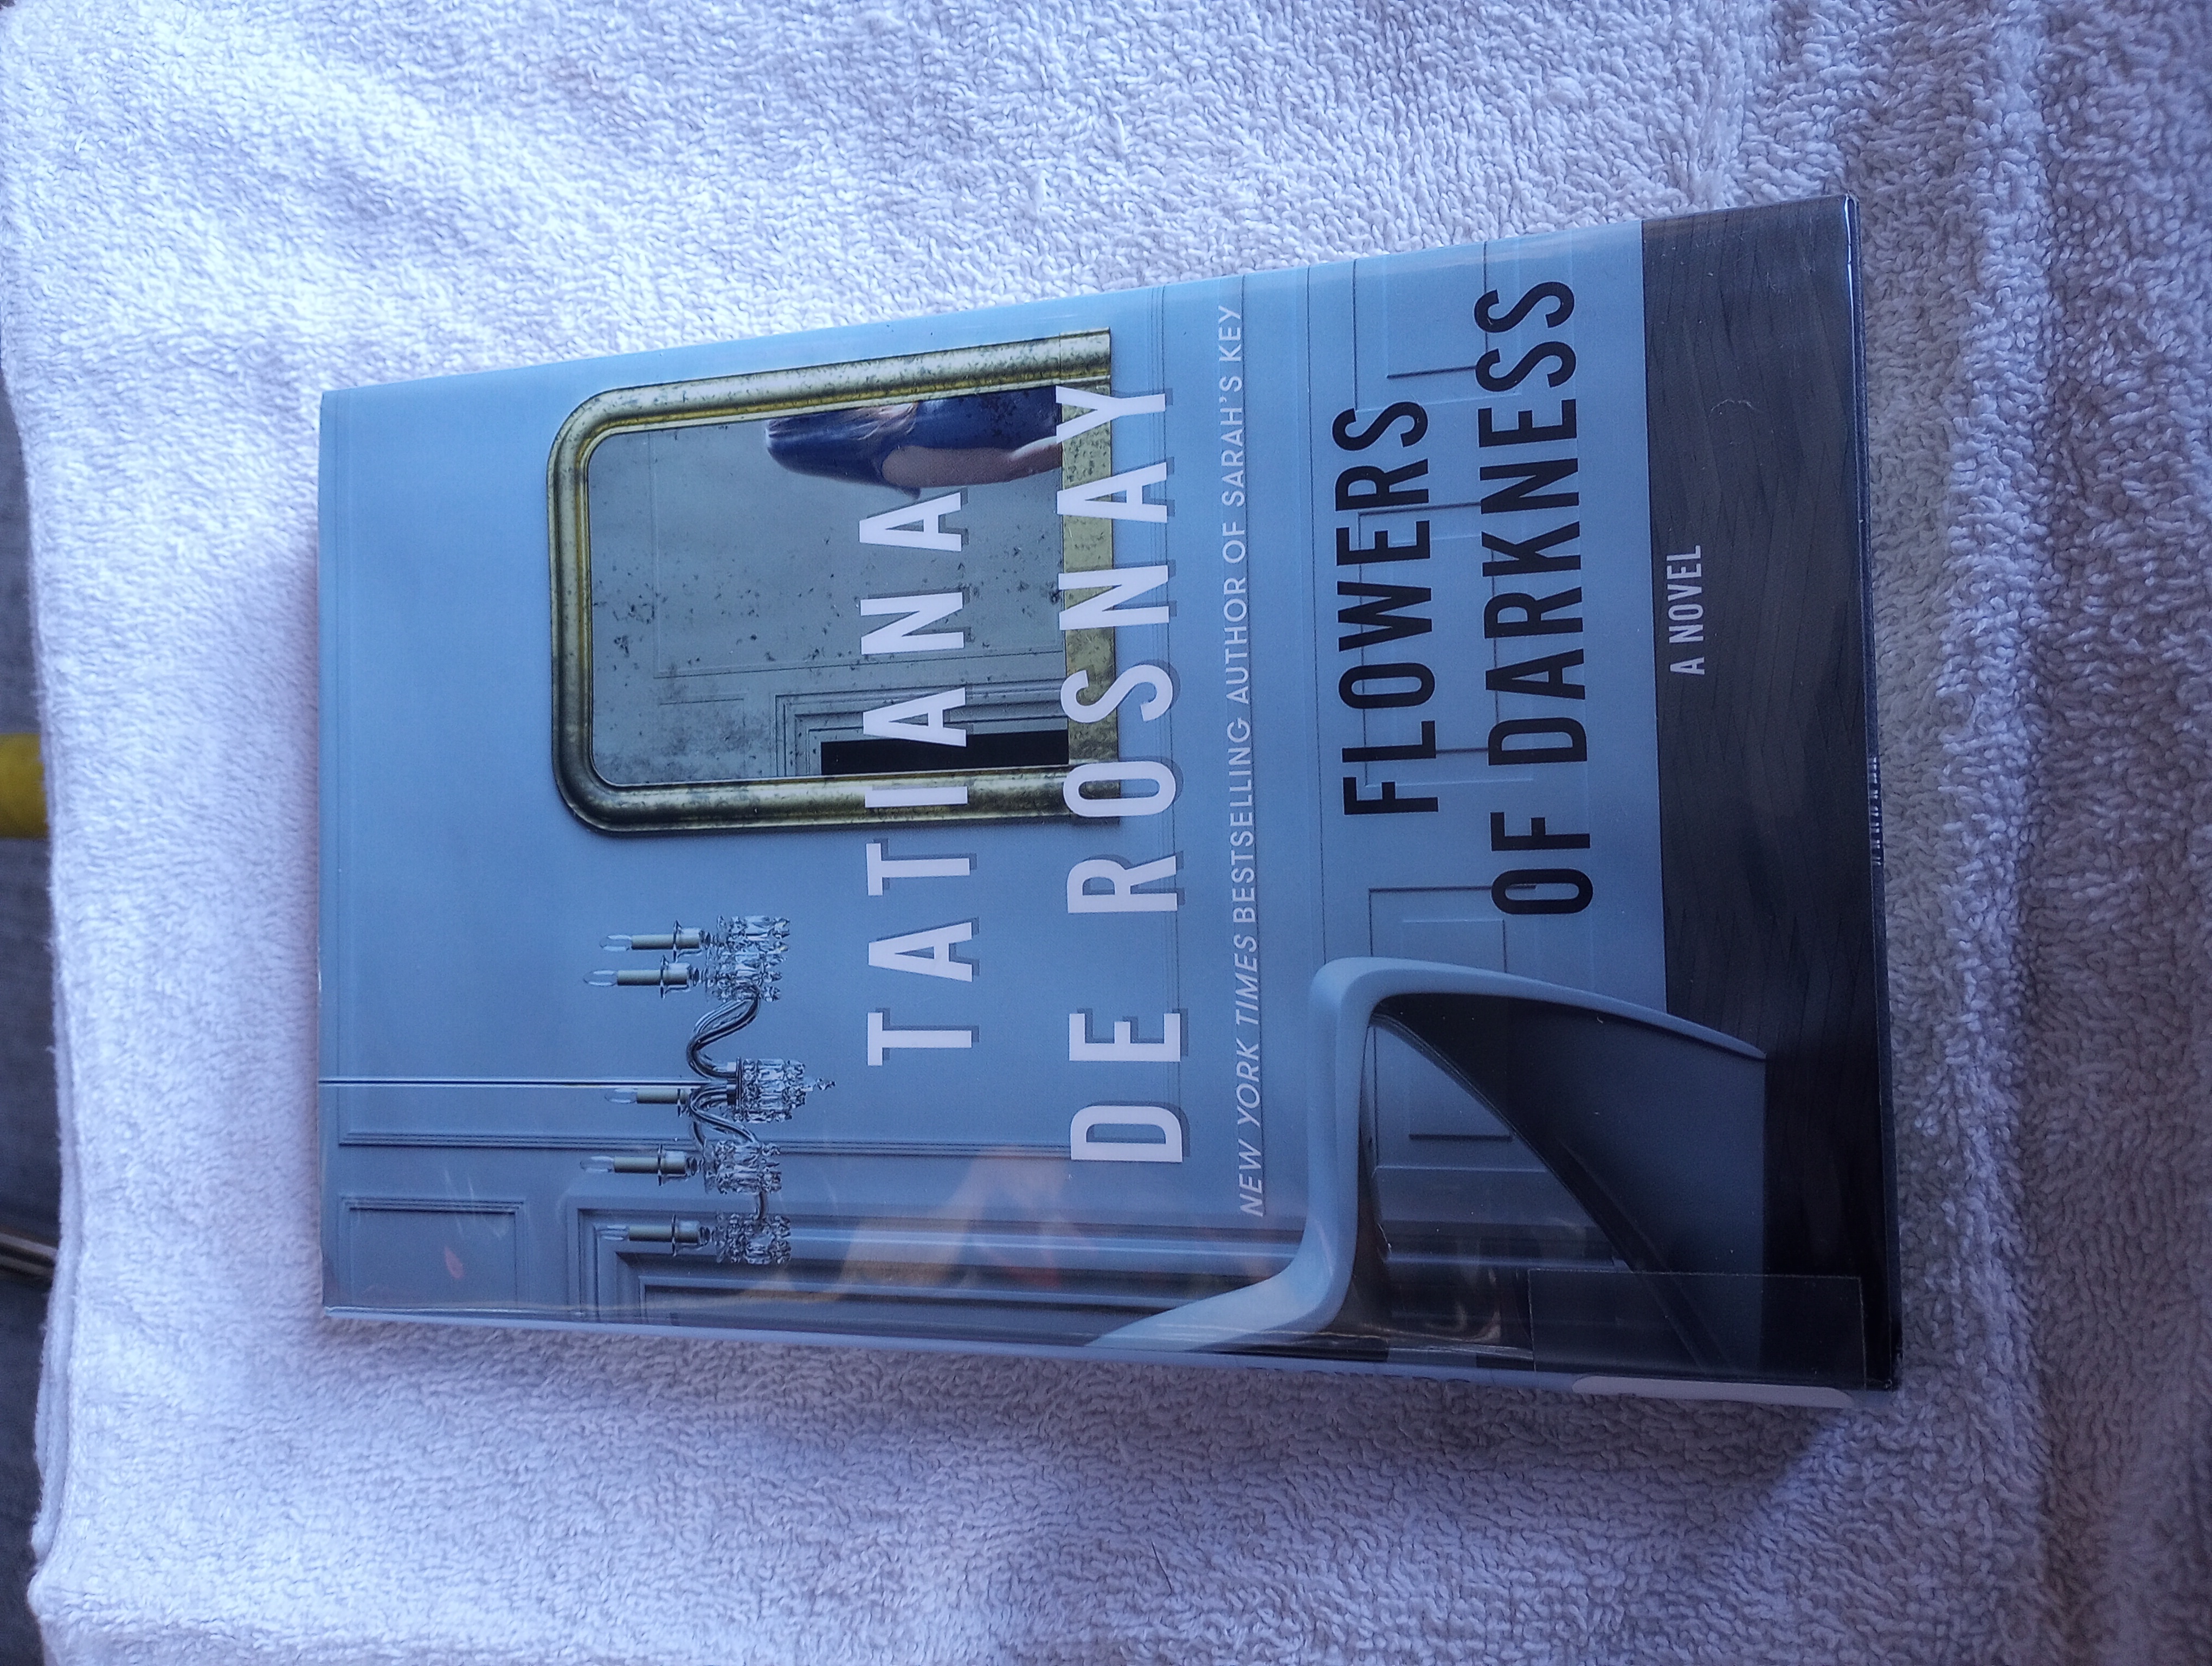 TATIANA
DE ROSNAY
NEW YORK TIMES BESTSELLING AUTHOR OF SARAH'S KEY
FLOWERS
OF DARKNESS
A NOVEL